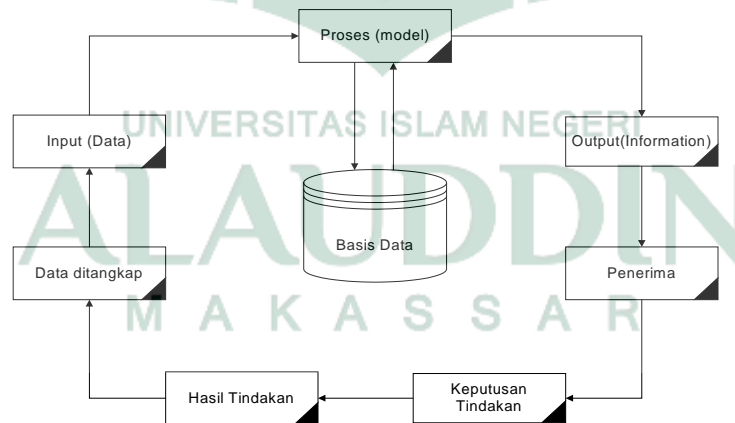 Proses (model)
UNIVERSITAS ISLAM NEGERI
Input (Data)
Output(Information)
ALAUDDIN
Basis Data
Data ditangkap
Penerima
MAKASSAR
Hasil Tindakan
Keputusan
Tindakan